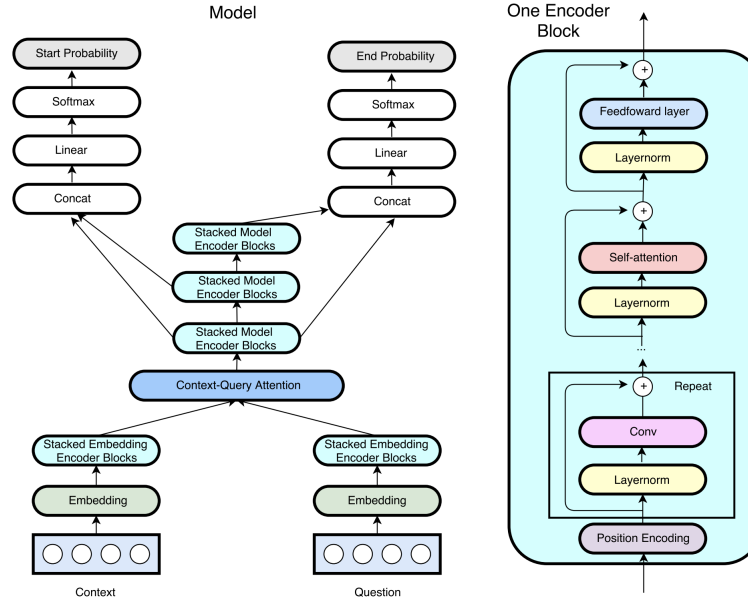 Model
Start Probability
Softmax
Linear
Concat
End Probability
Softmax
Linear
Concat
Stacked Model
Encoder Blocks
Stacked Model
Encoder Blocks
Stacked Model
Encoder Blocks
Context-Query Attention
Stacked Embedding
Encoder Blocks
Stacked Embedding
Encoder Blocks
Embedding
Embedding
Context
Question
One Encoder
Block
+
Feedfoward layer
Layernorm
+
Self-attention
Layernorm
...
+
Repeat
Conv
Layernorm
Position Encoding